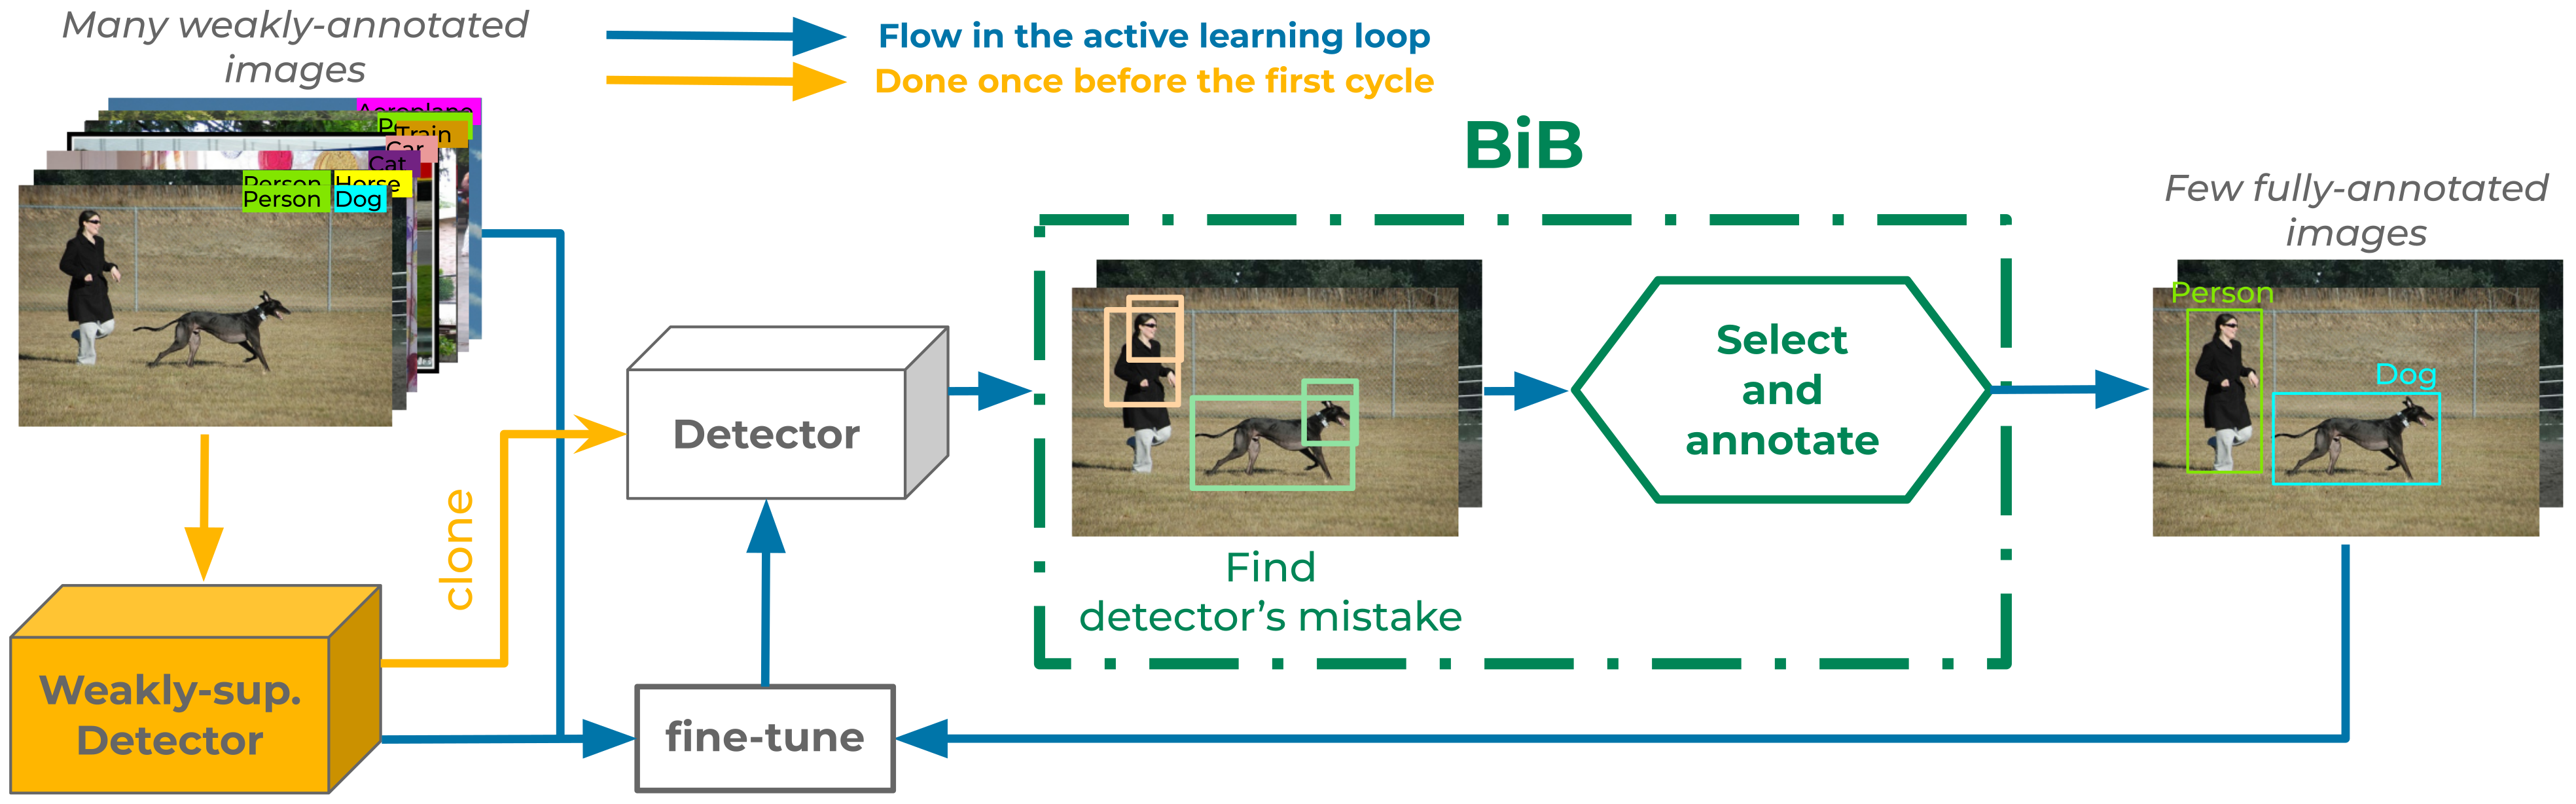 Many weakly-annotated
images
Flow in the active learning loop
Done once before the first cycle
Aeroplane
Train
Car
Cat
Person Horse
Person Dog
BiB
Few fully-annotated
images
Person
Dog
Select
and
annotate
Detector
Find
detector's mistake
clone
Weakly-sup.
Detector
fine-tune